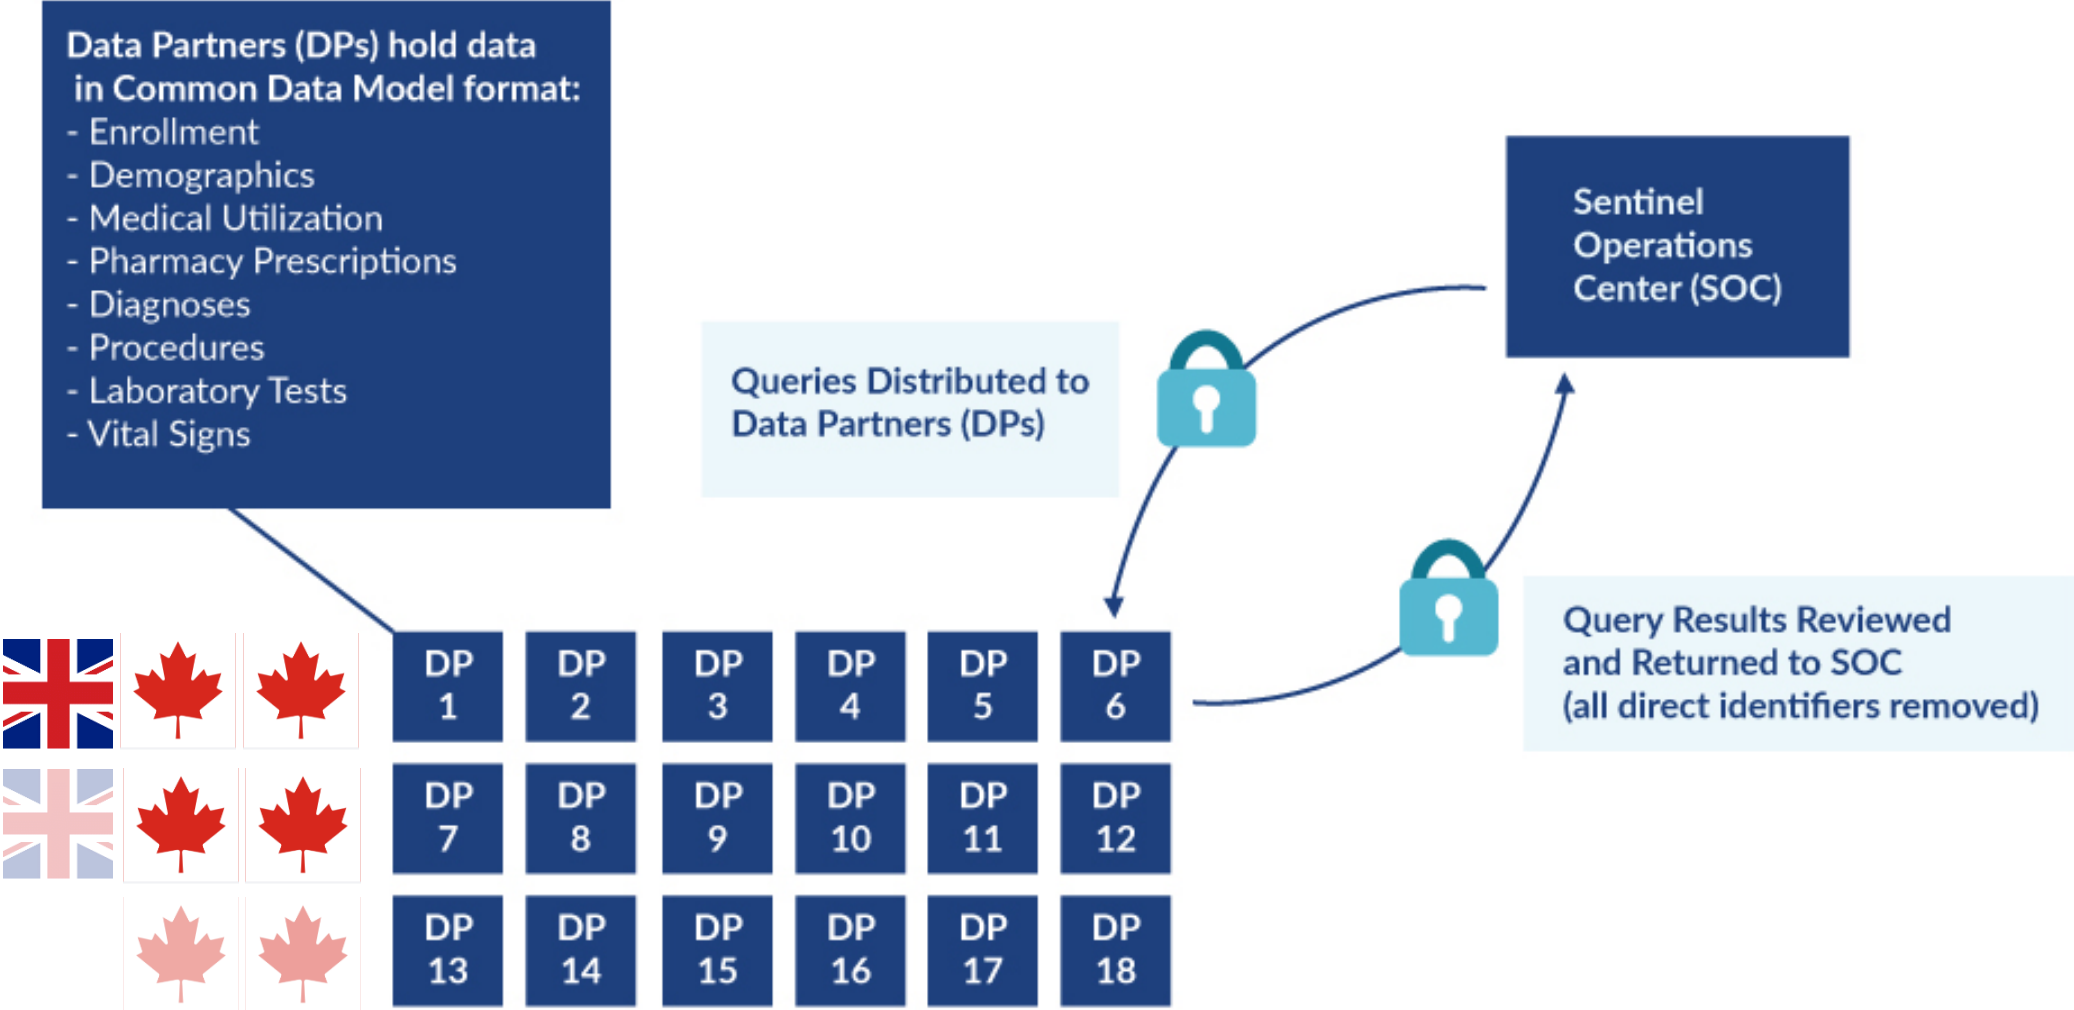 Data Partners (DPs) hold data
in Common Data Model format:
- Enrollment
- Demographics
- Medical Utilization
- Pharmacy Prescriptions
- Diagnoses
- Procedures
- Laboratory Tests
- Vital Signs
Sentinel
Operations
Center (SOC)
Queries Distributed to
Data Partners (DPs)
Query Results Reviewed
and Returned to SOC
(all direct identifiers removed)
DP
1
DP
2
DP
3
DP
4
DP
5
DP
6
DP
7
DP
8
DP
9
DP
10
DP
11
DP
12
DP
13
DP
14
DP
15
DP
16
DP
17
DP
18